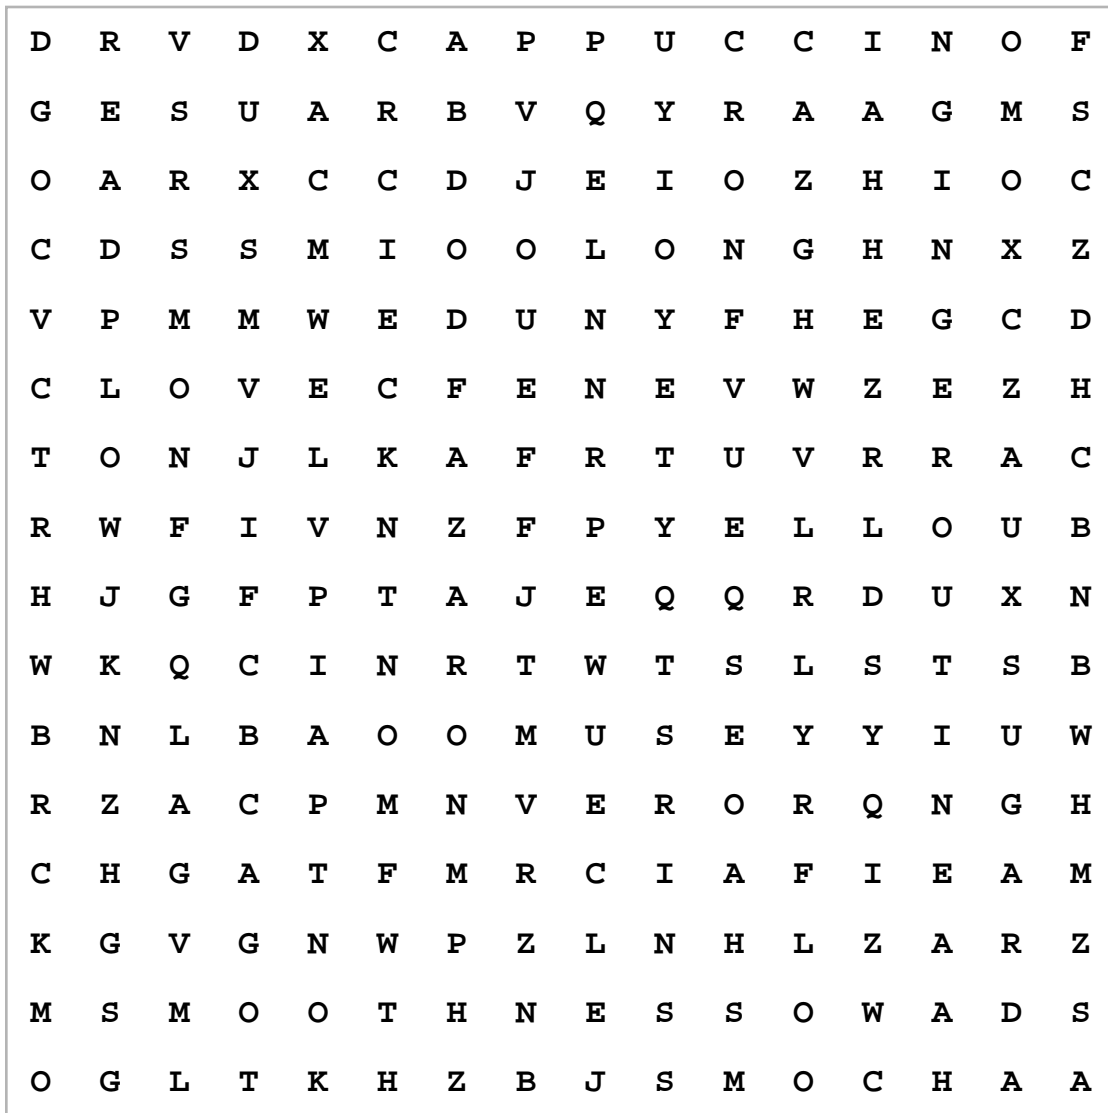 D R V D X C A P P U C C I N O F
G E S U A R B V Q Y R A A G M S
O A R X C C D J E I O Z H I O C
C D S S M I O O L O N G H N X Z
V P M M W E D U N Y F H E G C D
C L O V E C F E N E V W Z E Z H
T O N J L K A F R T U V R R A C
R W F I V N Z F P Y E L L O U B
H J G F P T A J E Q Q R D U X N
W K Q C I N R T W T S L S T S B
B N L B A O O M U S E Y Y I U W
R Z A C P M N V E R O R Q N G H
C H G A T F M R C I A F I E A M
K G V G N W P Z L N H L Z A R Z
M S M O O T H N E S S O W A D S
O G L T K H Z B J S M O C H A A